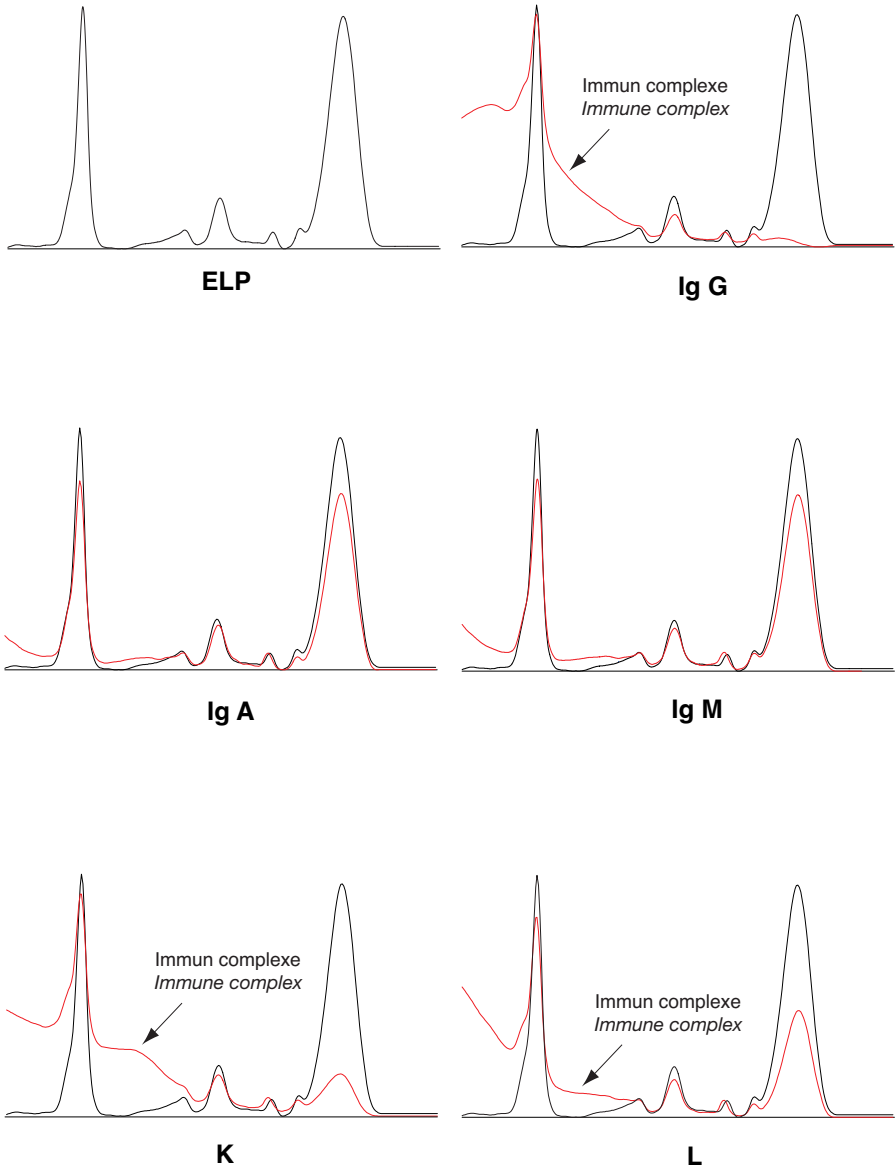 Immun complexe
Immune complex
ELP
Ig G
Ig A
Ig M
Immun complexe
Immune complex
Immun complexe
Immune complex
K
L